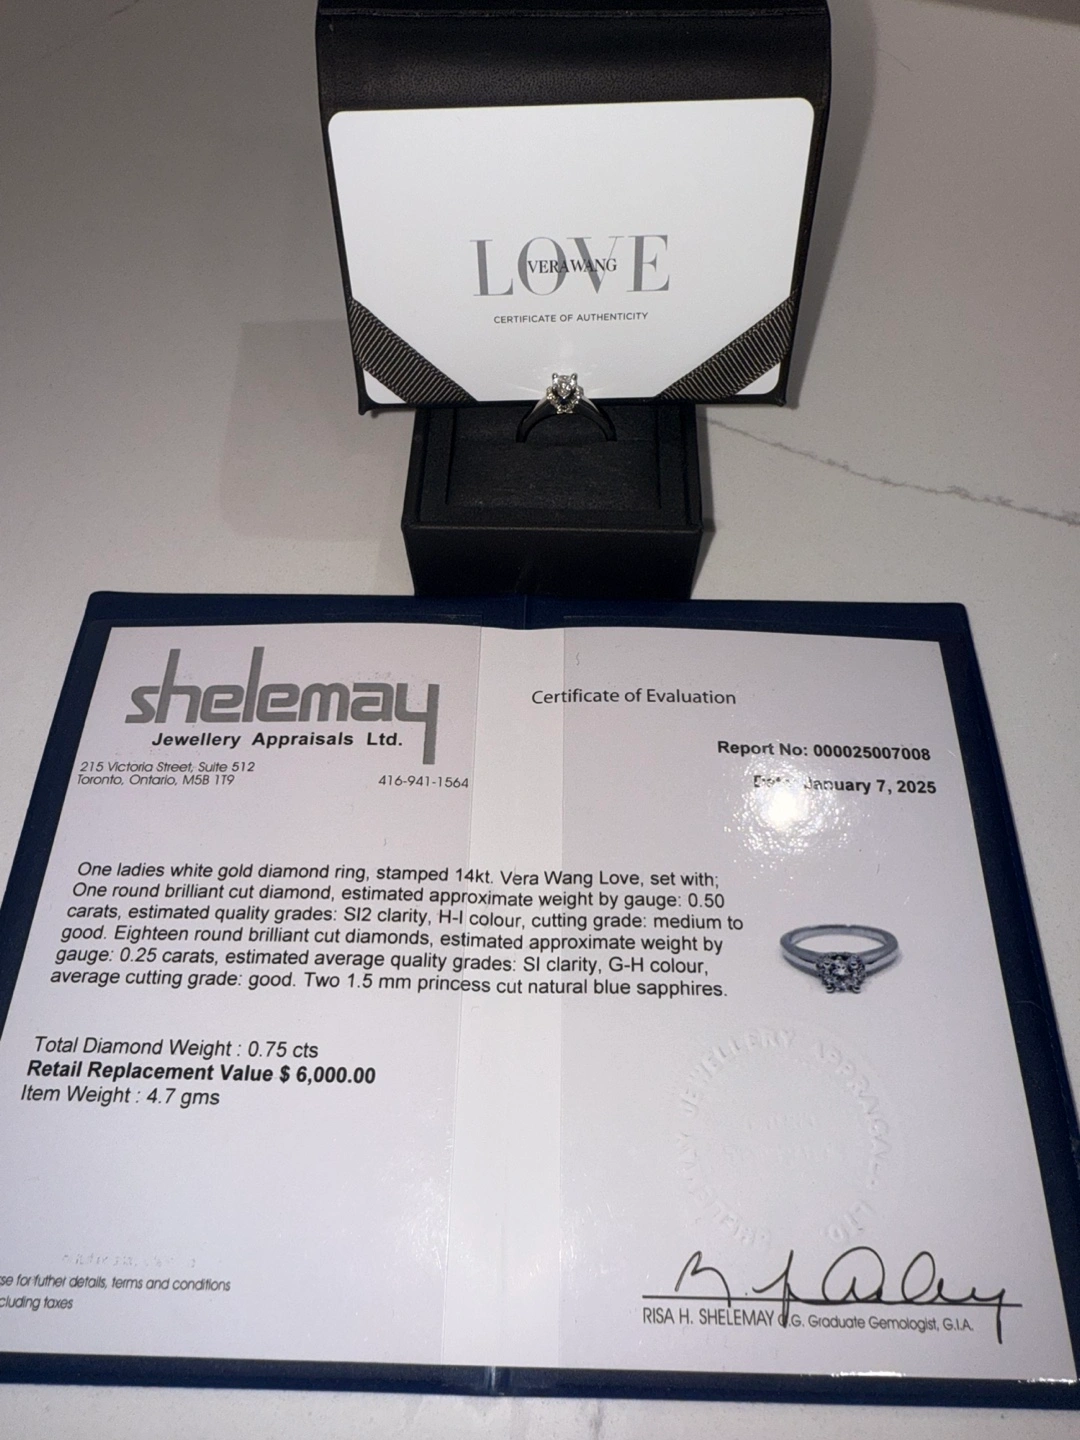 LOVE
VERA WANG
CERTIFICATE OF AUTHENTICITY
shelemay
Jewellery Appraisals Ltd.
215 Victoria Street, Suite 512
Toronto, Ontario, M5B 1T9
416-941-1564
Certificate of Evaluation
Report No: 000025007008
January 7, 2025
One ladies white gold diamond ring, stamped 14kt. Vera Wang Love, set with;
One round brilliant cut diamond, estimated approximate weight by gauge: 0.50
carats, estimated quality grades: SI2 clarity, H-I colour, cutting grade: medium to
good. Eighteen round brilliant cut diamonds, estimated approximate weight by
gauge: 0.25 carats, estimated average quality grades: SI clarity, G-H colour,
average cutting grade: good. Two 1.5 mm princess cut natural blue sapphires.
Total Diamond Weight : 0.75 cts
Retail Replacement Value $ 6,000.00
Item Weight : 4.7 gms
JEWELLERY APPRAISALS LTD
for futher details, terms and conditions
taxes
RISA H. SHELEMAY G.G. Graduate Gemologist, G.I.A.